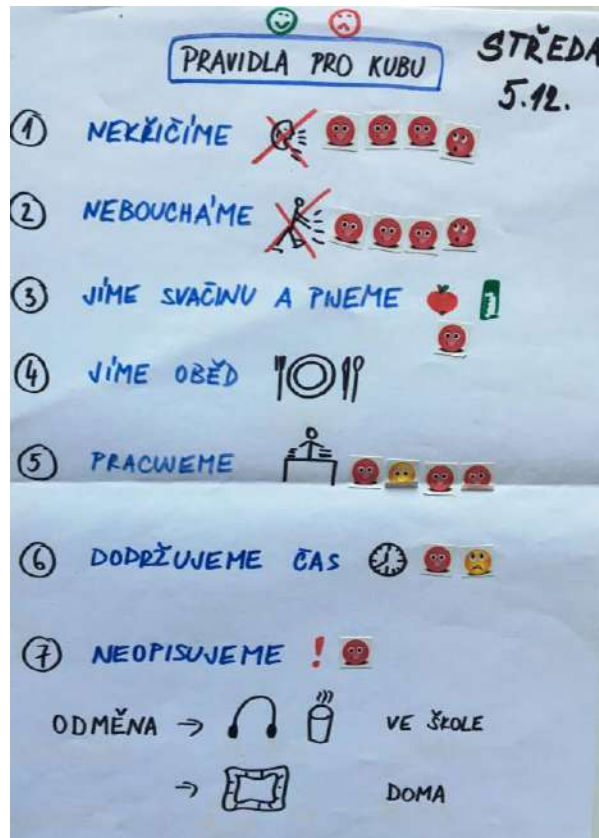 PRAVIDLA PRO KUBU
STŘEDA
5.12.
1 NEKŘIČÍME
2 NEBOUCHÁME
3 JÍME SVAČINU A PIJEME
4 JÍME OBĚD
5 PRACUJEME
6 DODRŽUJEME ČAS
7 NEOPISUJEME !
ODMĚNA → VE ŠKOLE
→ DOMA